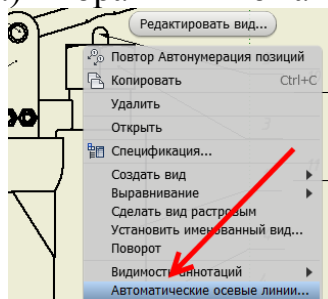 Редактировать вид...
Повтор Автонумерация позиций
Копировать Ctrl+C
Удалить
Открыть
Спецификация...
Создать вид
Выравнивание
Сделать вид растровым
Установить именованный вид...
Поворот
Видимость аннотаций
Автоматические осевые линии...